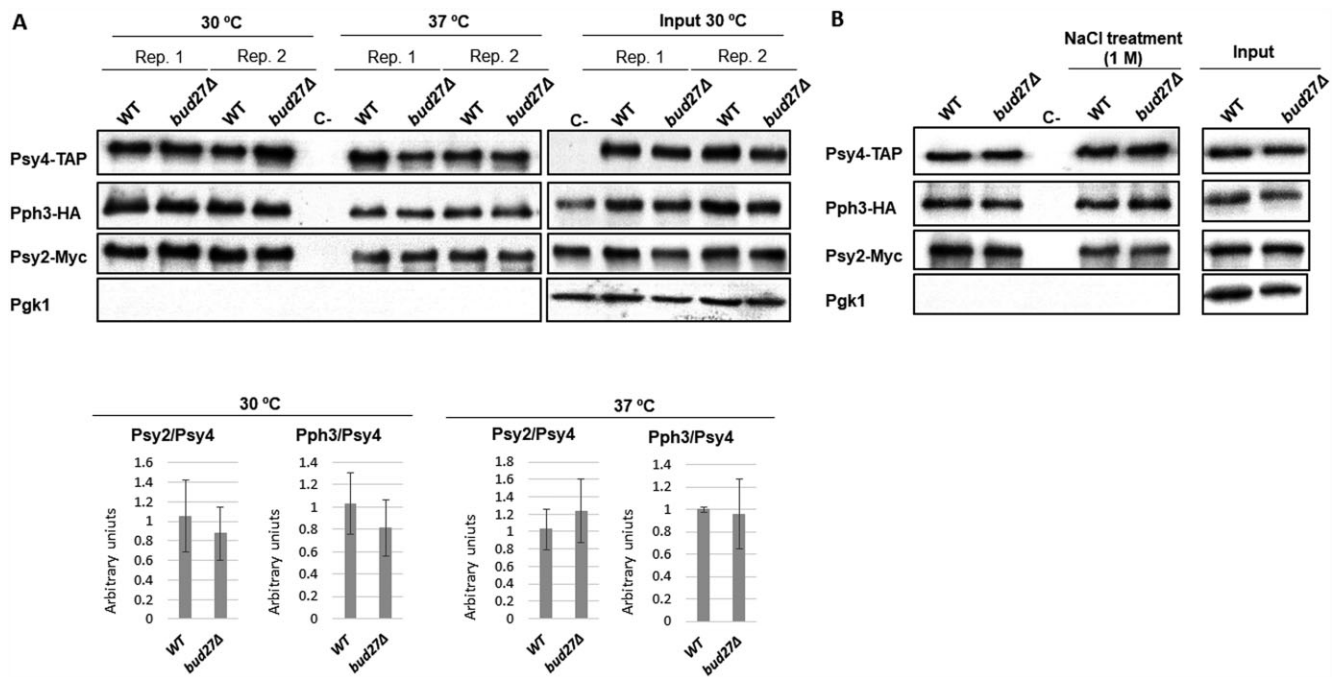 A
30 ºC
37 ºC
Input 30 ºC
Rep. 1
Rep. 2
Rep. 1
Rep. 2
Rep. 1
Rep. 2
WT
bud27Δ
WT
bud27Δ
C-
WT
bud27Δ
WT
bud27Δ
C-
WT
bud27Δ
WT
bud27Δ
Psy4-TAP
Pph3-HA
Psy2-Myc
Pgk1
B
NaCl treatment
(1 M)
Input
WT
bud27Δ
C-
WT
bud27Δ
WT
bud27Δ
Psy4-TAP
Pph3-HA
Psy2-Myc
Pgk1
30 ºC
Psy2/Psy4
Arbitrary uniuts
1.6
1.4
1.2
1
0.8
0.6
0.4
0.2
0
WT
bud27Δ
Pph3/Psy4
Arbitrary uniuts
1.4
1.2
1
0.8
0.6
0.4
0.2
0
WT
bud27Δ
37 ºC
Psy2/Psy4
Arbitrary uniuts
1.8
1.6
1.4
1.2
1
0.8
0.6
0.4
0.2
0
WT
bud27Δ
Pph3/Psy4
Arbitrary uniuts
1.4
1.2
1
0.8
0.6
0.4
0.2
0
WT
bud27Δ